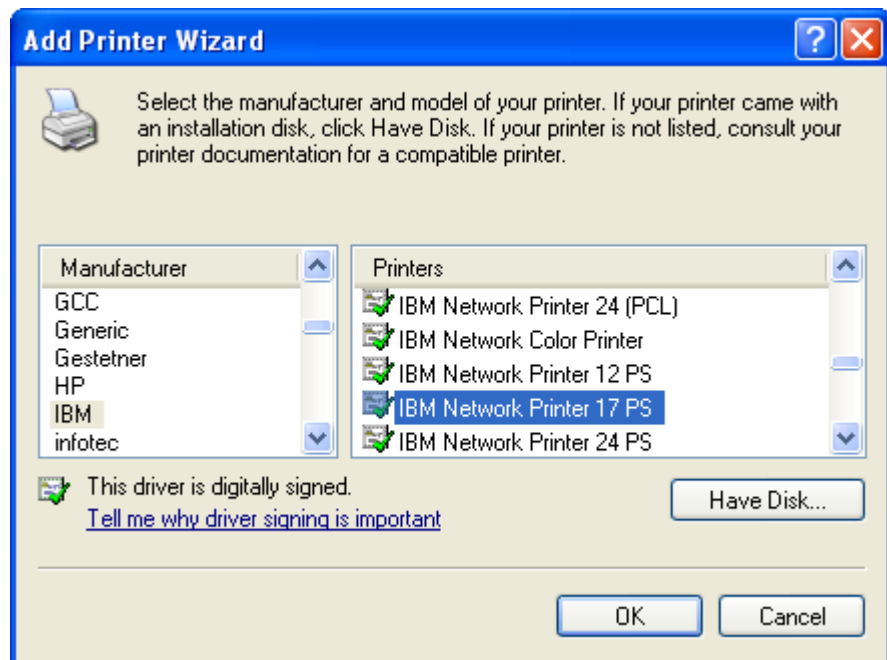 Add Printer Wizard
Select the manufacturer and model of your printer. If your printer came with
an installation disk, click Have Disk. If your printer is not listed, consult your
printer documentation for a compatible printer.
Manufacturer
GCC
Generic
Gestetner
HP
IBM
infotec
Printers
IBM Network Printer 24 (PCL)
IBM Network Color Printer
IBM Network Printer 12 PS
IBM Network Printer 17 PS
IBM Network Printer 24 PS
This driver is digitally signed.
Tell me why driver signing is important
Have Disk...
OK
Cancel